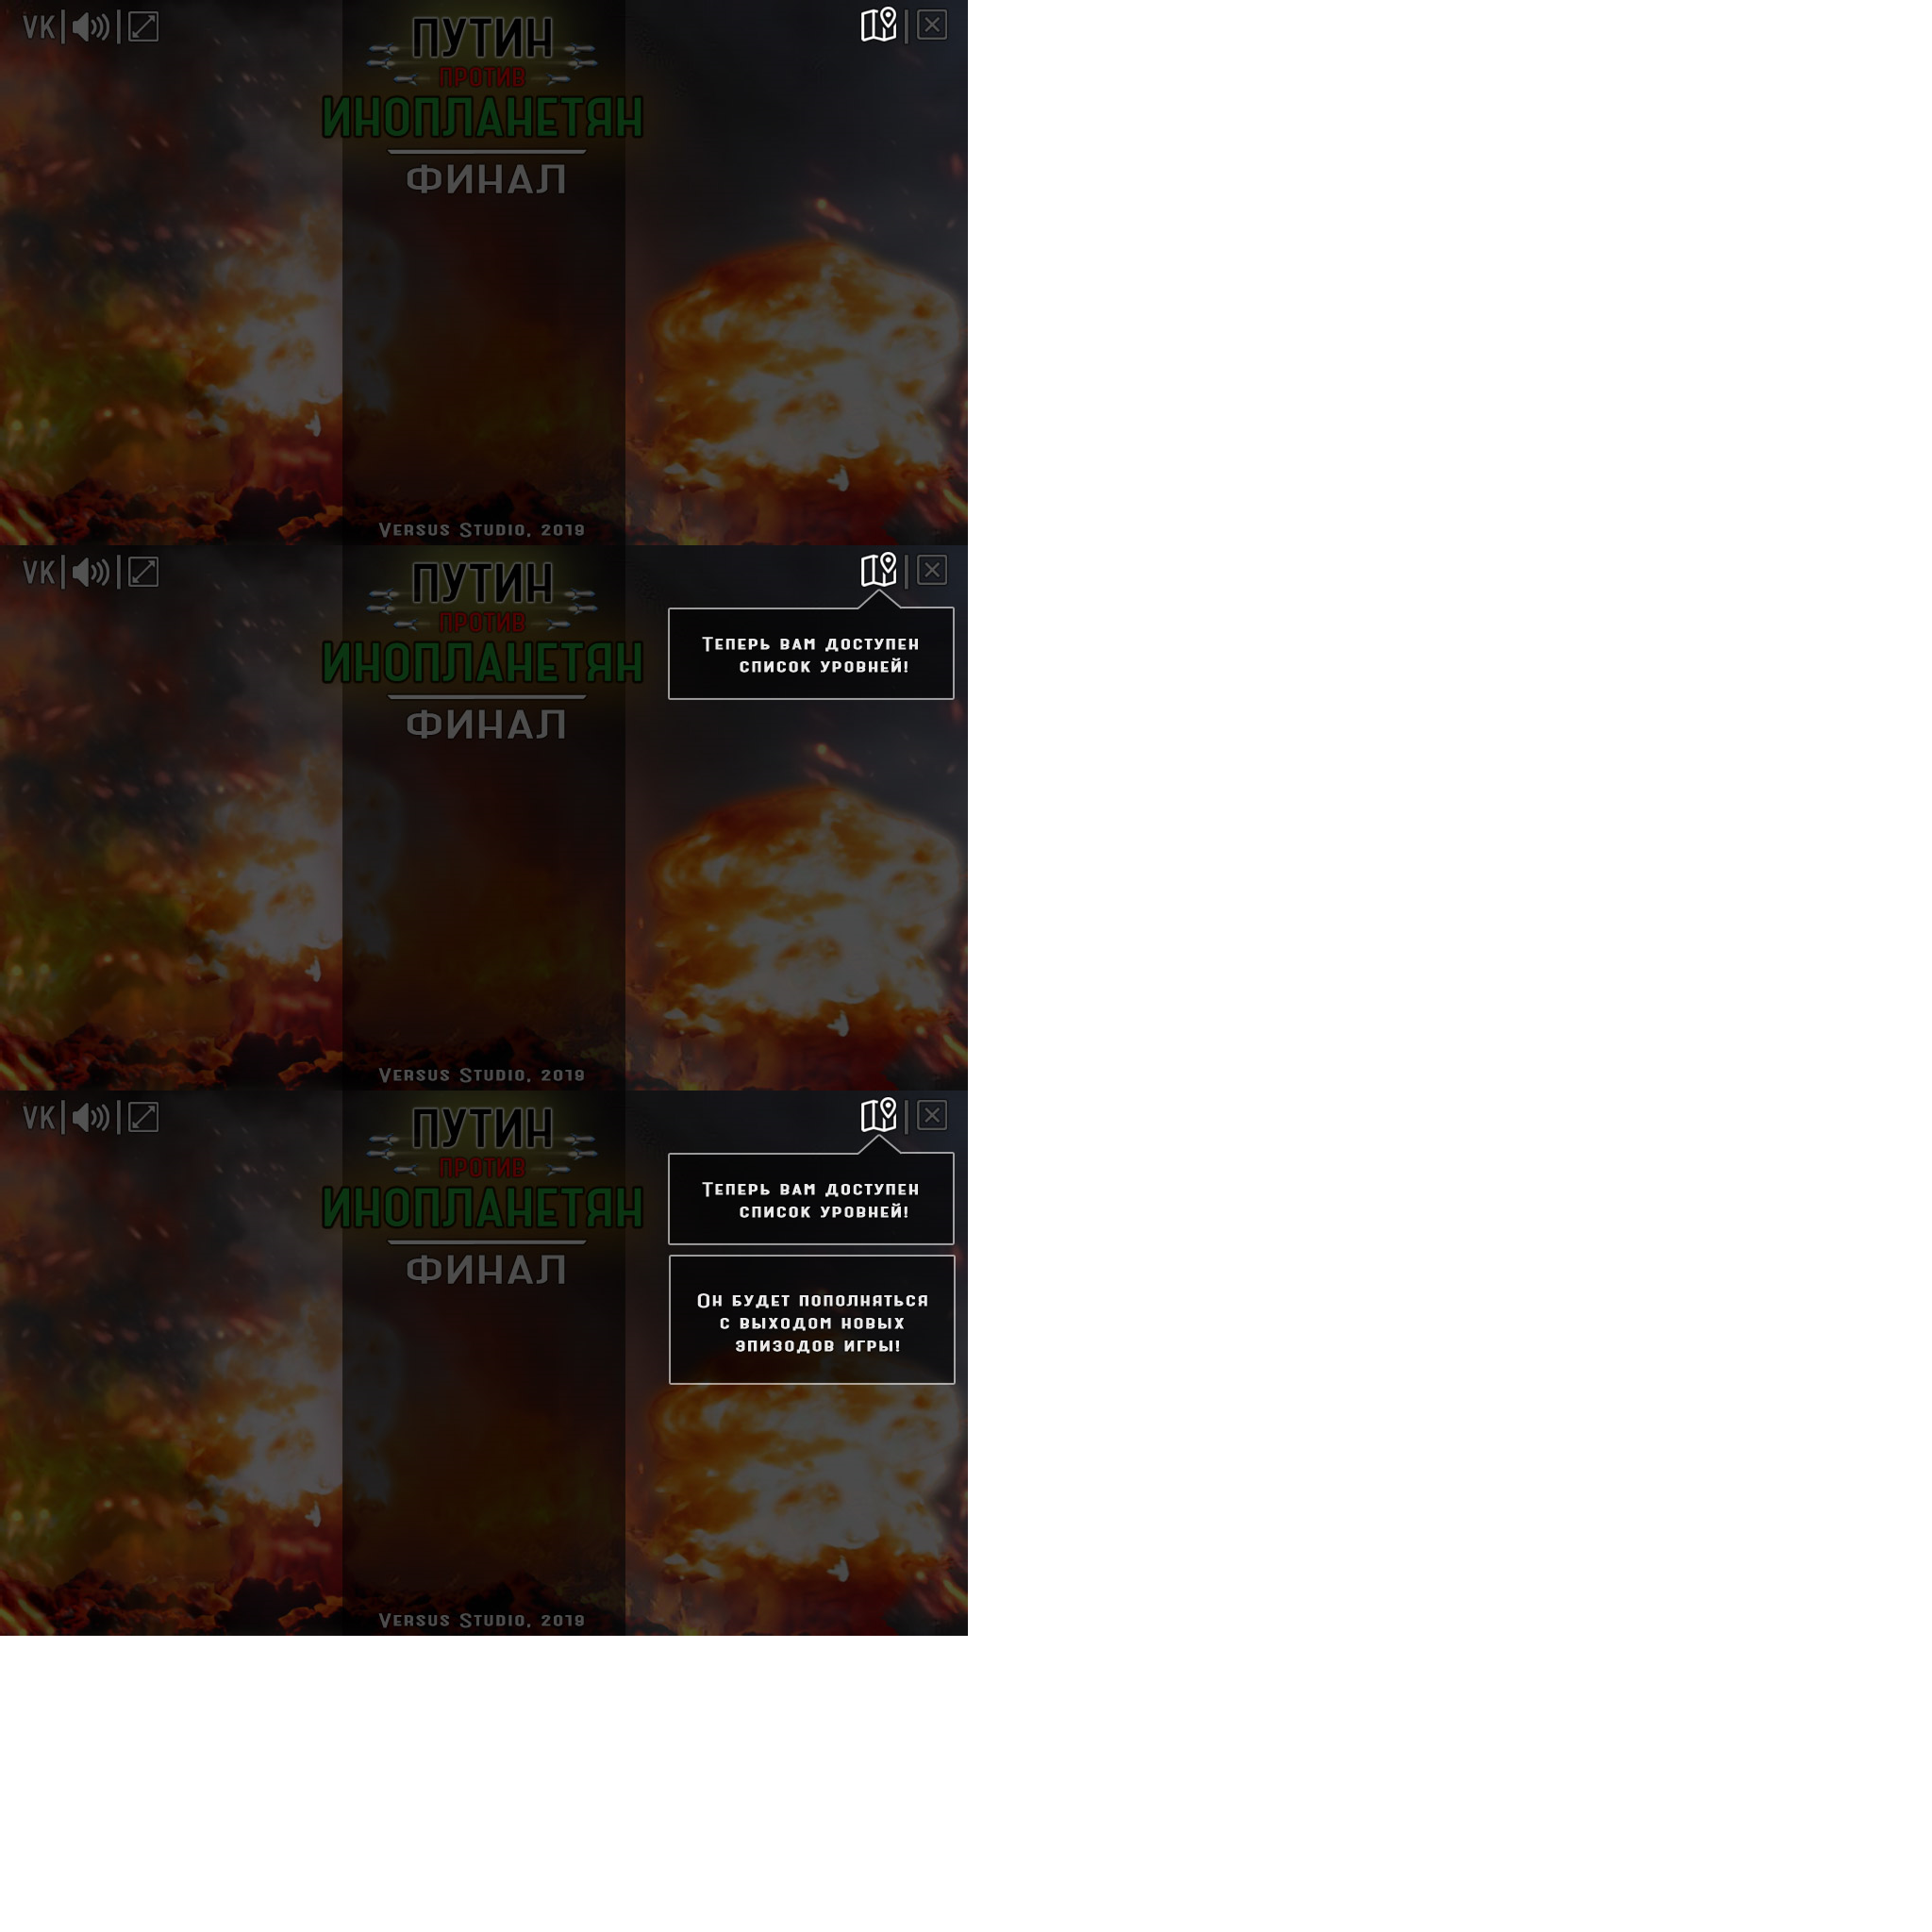 VK
ПУТИН
ПРОТИВ
ИНОПЛАНЕТЯН
ФИНАЛ
Versus Studio, 2019
VK
ПУТИН
ПРОТИВ
ИНОПЛАНЕТЯН
ФИНАЛ
Теперь вам доступен
список уровней!
Versus Studio, 2019
VK
ПУТИН
ПРОТИВ
ИНОПЛАНЕТЯН
ФИНАЛ
Теперь вам доступен
список уровней!
Он будет пополняться
с выходом новых
эпизодов игры!
Versus Studio, 2019